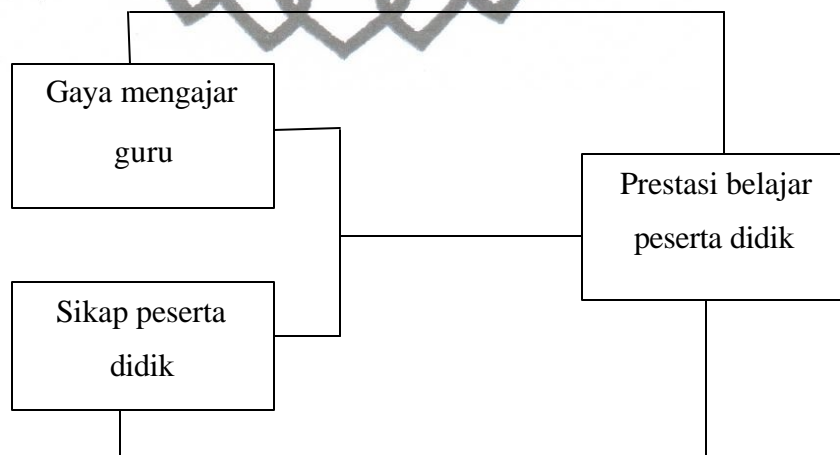 Gaya mengajar
guru
Prestasi belajar
peserta didik
Sikap peserta
didik